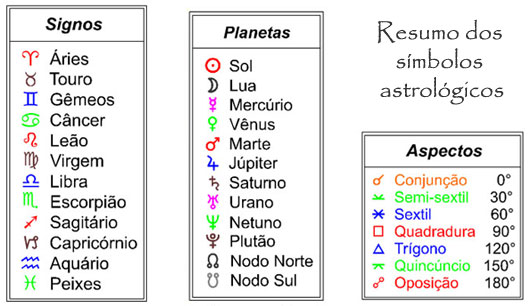 Signos
♈ Áries
♉ Touro
♊ Gêmeos
♋ Câncer
♌ Leão
♍ Virgem
♎ Libra
♏ Escorpião
♐ Sagitário
♑ Capricórnio
♒ Aquário
♓ Peixes
Planetas
☉ Sol
☽ Lua
☿ Mercúrio
♀ Vênus
♂ Marte
♃ Júpiter
♄ Saturno
♅ Urano
♆ Netuno
♇ Plutão
☊ Nodo Norte
☋ Nodo Sul
Resumo dos
símbolos
astrológicos
Aspectos
☌ Conjunção 0°
⚺ Semi-sextil 30°
⚹ Sextil 60°
□ Quadradura 90°
△ Trígono 120°
⚻ Quincúncio 150°
☍ Oposição 180°